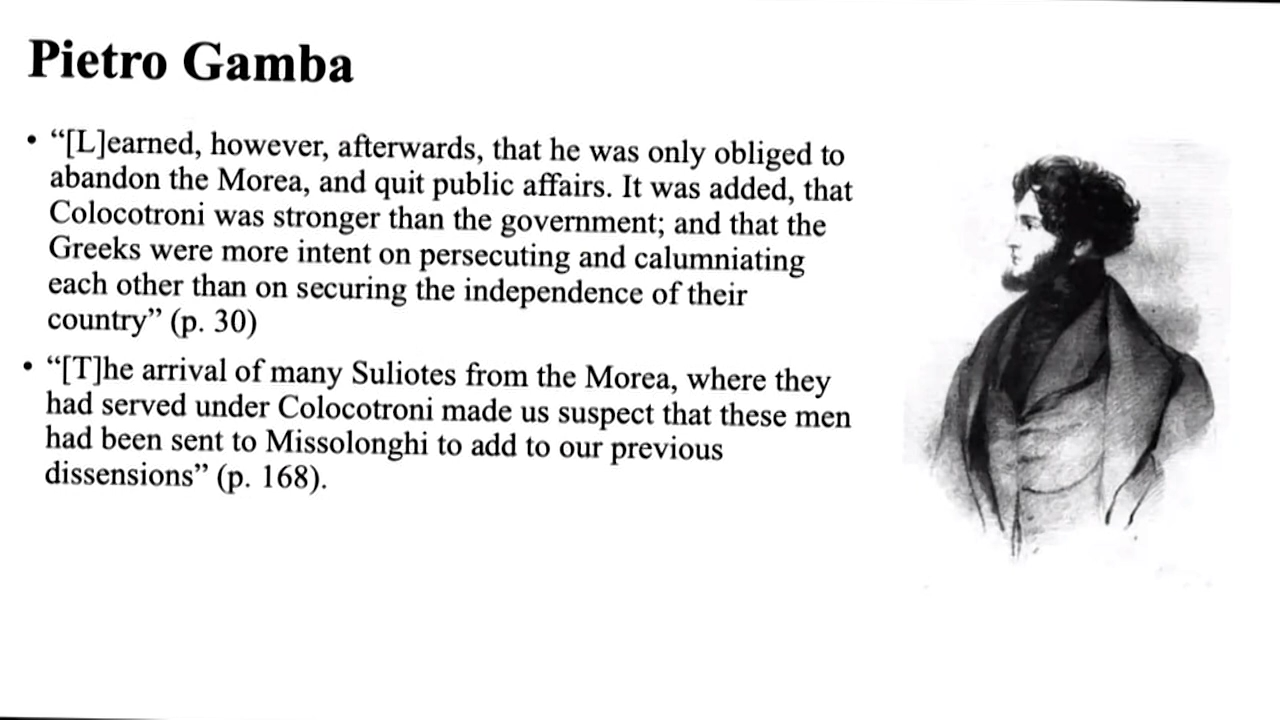 Pietro Gamba
• “[L]earned, however, afterwards, that he was only obliged to
abandon the Morea, and quit public affairs. It was added, that
Colocotroni was stronger than the government; and that the
Greeks were more intent on persecuting and calumniating
each other than on securing the independence of their
country” (p. 30)
• “[T]he arrival of many Suliotes from the Morea, where they
had served under Colocotroni made us suspect that these men
had been sent to Missolonghi to add to our previous
dissensions” (p. 168).